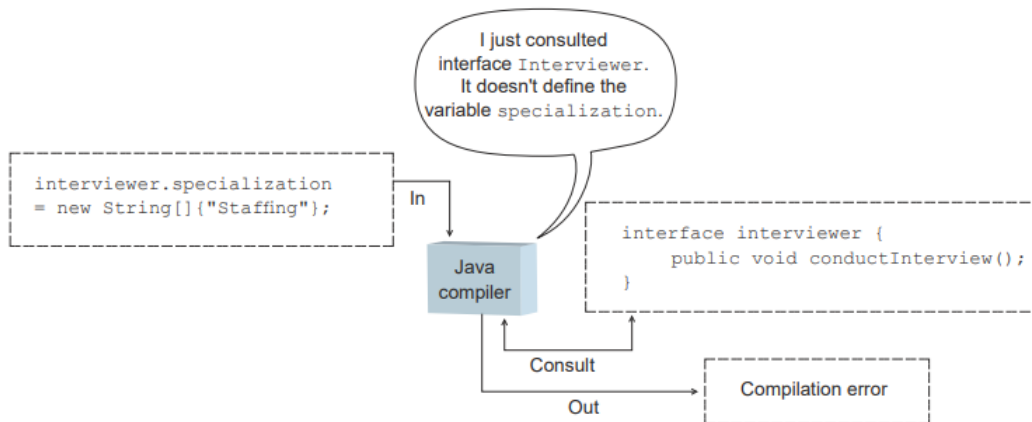 I just consulted
interface Interviewer.
It doesn't define the
variable specialization.
interviewer.specialization
= new String[]{"Staffing"};
In
Java
compiler
interface interviewer {
public void conductInterview();
}
Consult
Out
Compilation error